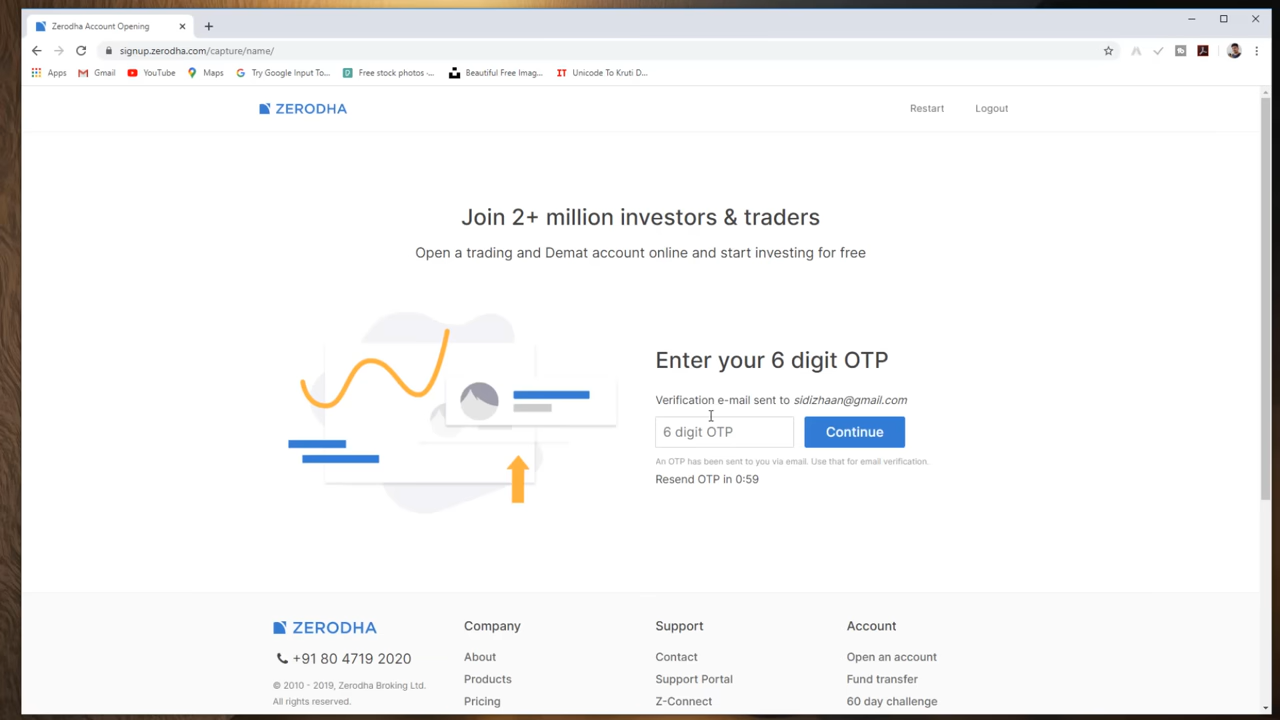 Zerodha Account Opening
signup.zerodha.com/capture/name/
Apps
Gmail
YouTube
Maps
Try Google Input To...
Free stock photos -...
Beautiful Free Imag...
IT Unicode To Kruti D...
ZERODHA
Restart
Logout
Join 2+ million investors & traders
Open a trading and Demat account online and start investing for free
Enter your 6 digit OTP
Verification e-mail sent to sidizhaan@gmail.com
6 digit OTP
Continue
An OTP has been sent to you via email. Use that for email verification.
Resend OTP in 0:59
ZERODHA
+91 80 4719 2020
© 2010 - 2019, Zerodha Broking Ltd.
All rights reserved.
Company
About
Products
Pricing
Support
Contact
Support Portal
Z-Connect
Account
Open an account
Fund transfer
60 day challenge